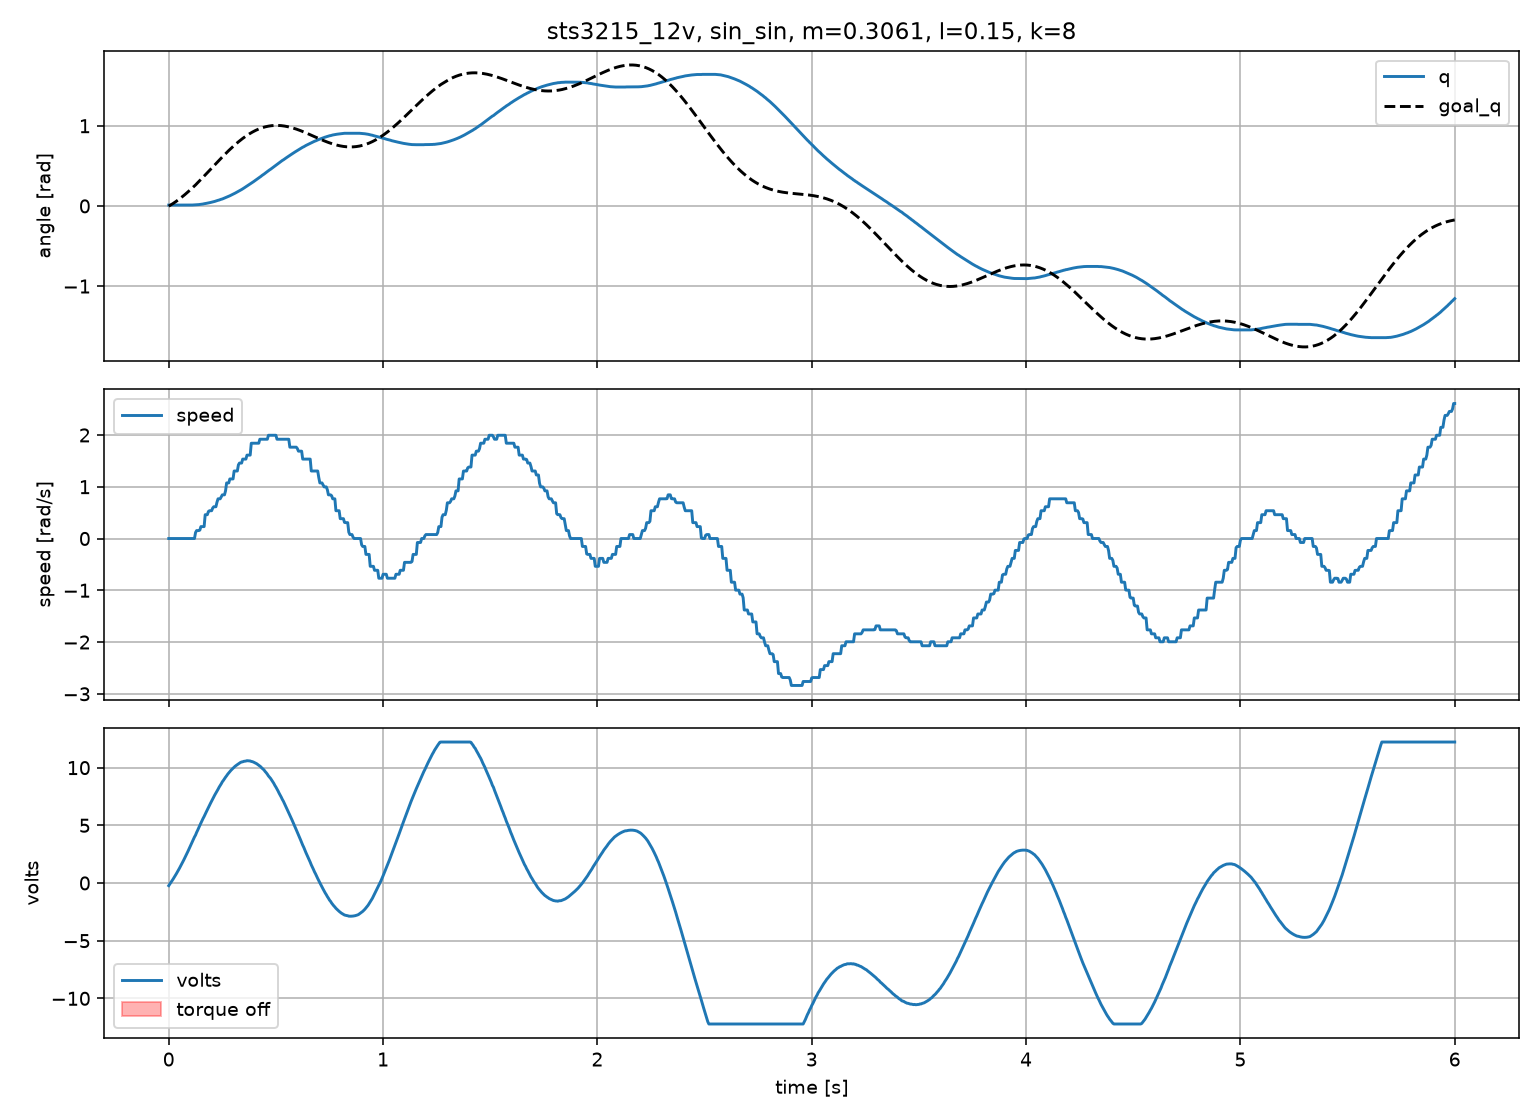 sts3215_12v, sin_sin, m=0.3061, l=0.15, k=8
q
goal_q
1
0
−1
angle [rad]
speed
2
1
0
−1
−2
−3
speed [rad/s]
10
5
0
−5
−10
volts
volts
torque off
0 1 2 3 4 5 6
time [s]